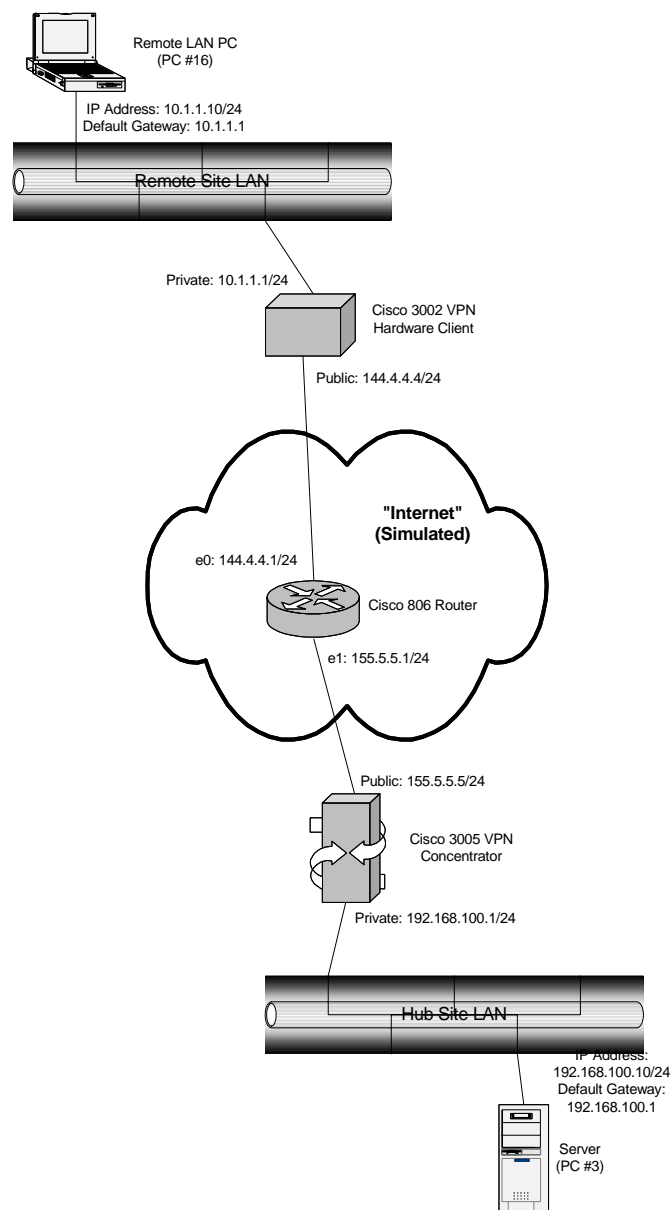 Remote LAN PC
(PC #16)
IP Address: 10.1.1.10/24
Default Gateway: 10.1.1.1
Remote Site LAN
Private: 10.1.1.1/24
Cisco 3002 VPN
Hardware Client
Public: 144.4.4.4/24
"Internet"
(Simulated)
e0: 144.4.4.1/24
Cisco 806 Router
e1: 155.5.5.1/24
Public: 155.5.5.5/24
Cisco 3005 VPN
Concentrator
Private: 192.168.100.1/24
Hub Site LAN
IP Address:
192.168.100.10/24
Default Gateway:
192.168.100.1
Server
(PC #3)